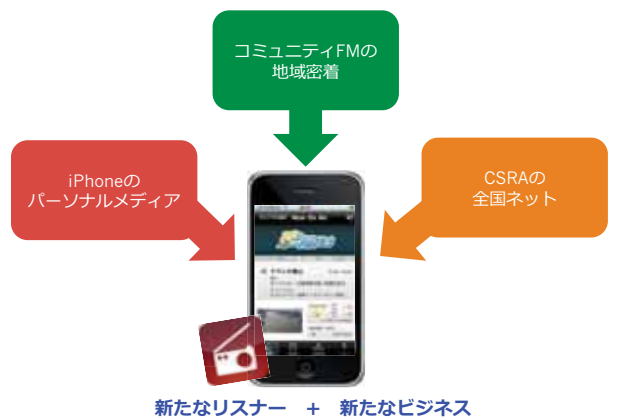 コミュニティFMの
地域密着
iPhoneの
パーソナルメディア
CSRAの
全国ネット
新たなリスナー　+　新たなビジネス